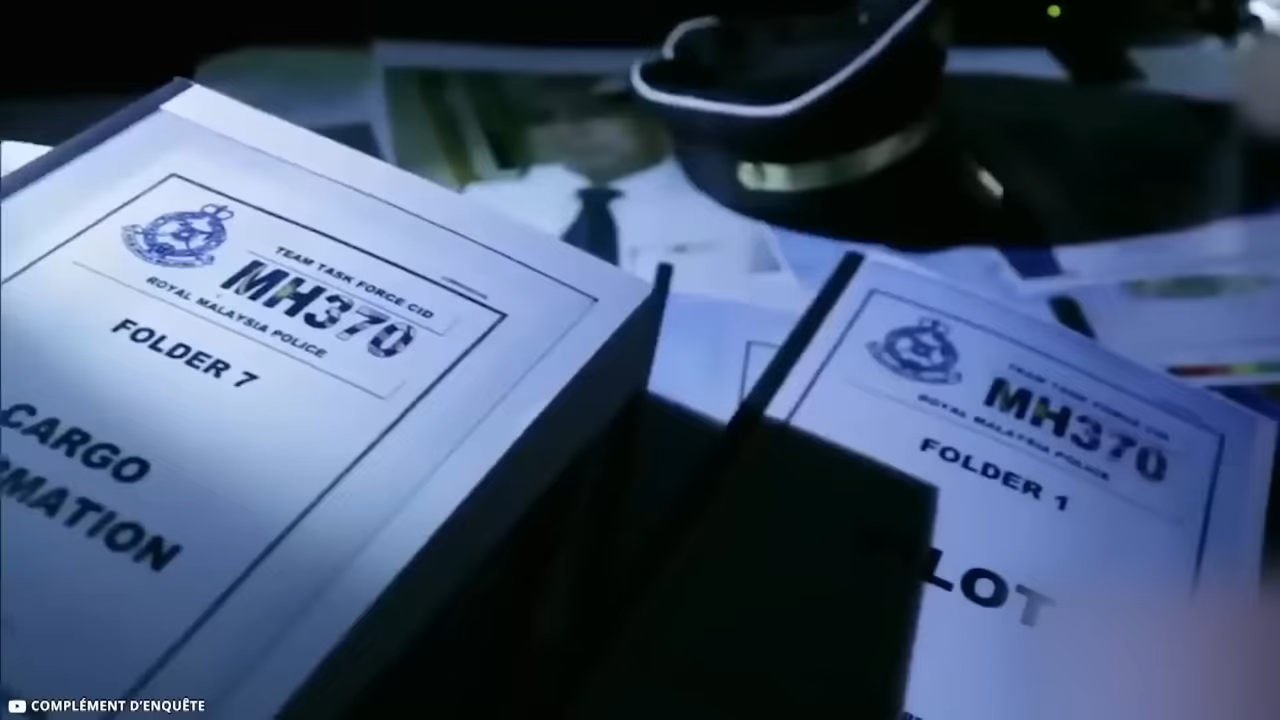 TEAM TASK FORCE CID
MH370
ROYAL MALAYSIA POLICE
FOLDER 7
CARGO
MATION
TEAM TASK FORCE CID
MH370
ROYAL MALAYSIA POLICE
FOLDER 1
LOT
COMPLÉMENT D'ENQUÊTE